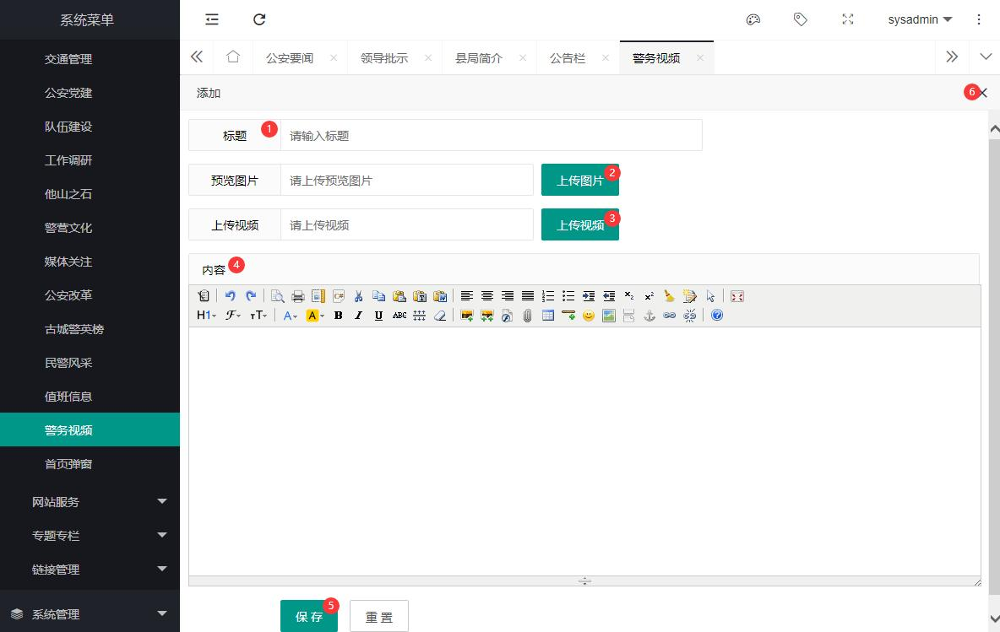 系统菜单
sysadmin
公安要闻
领导批示
县局简介
公告栏
警务视频
交通管理
公安党建
队伍建设
工作调研
他山之石
警营文化
媒体关注
公安改革
古城警英榜
民警风采
值班信息
警务视频
首页弹窗
网站服务
专题专栏
链接管理
系统管理
添加
6
标题
1
请输入标题
预览图片
请上传预览图片
上传图片
2
上传视频
请上传视频
上传视频
3
内容
4
H1
F
TT
A
A
B
I
U
ABC
保存
5
重置